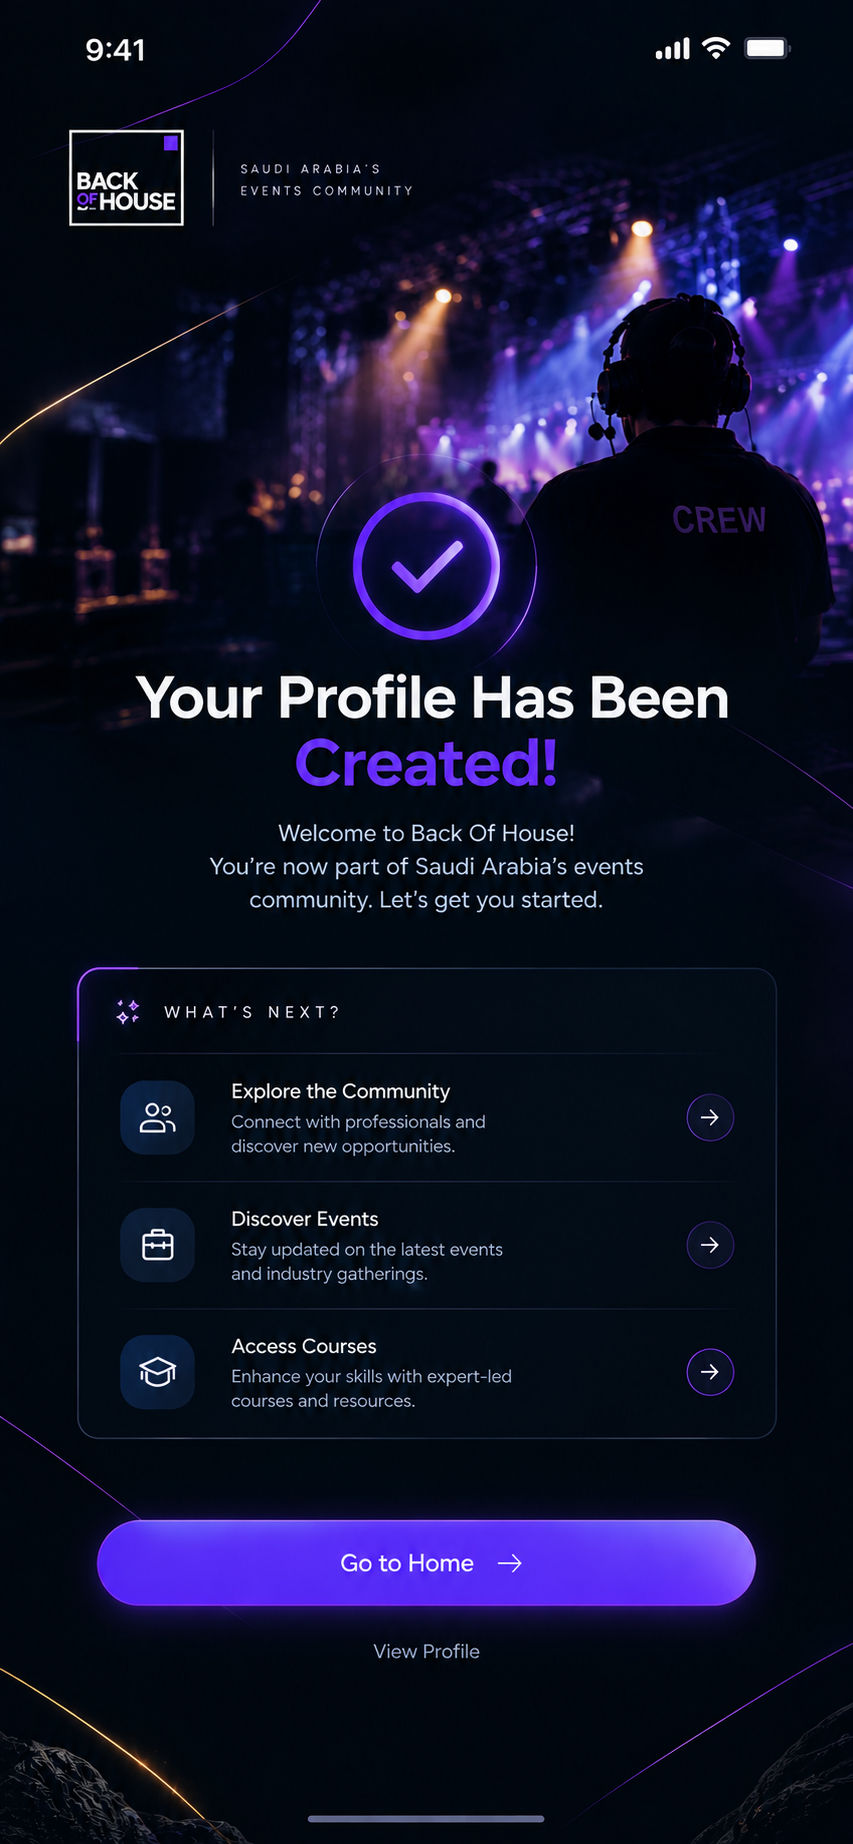 9:41
BACK
OF HOUSE
SAUDI ARABIA'S
EVENTS COMMUNITY
CREW
Your Profile Has Been
Created!
Welcome to Back Of House!
You're now part of Saudi Arabia's events
community. Let's get you started.
WHAT'S NEXT?
Explore the Community
Connect with professionals and
discover new opportunities.
Discover Events
Stay updated on the latest events
and industry gatherings.
Access Courses
Enhance your skills with expert-led
courses and resources.
Go to Home
View Profile